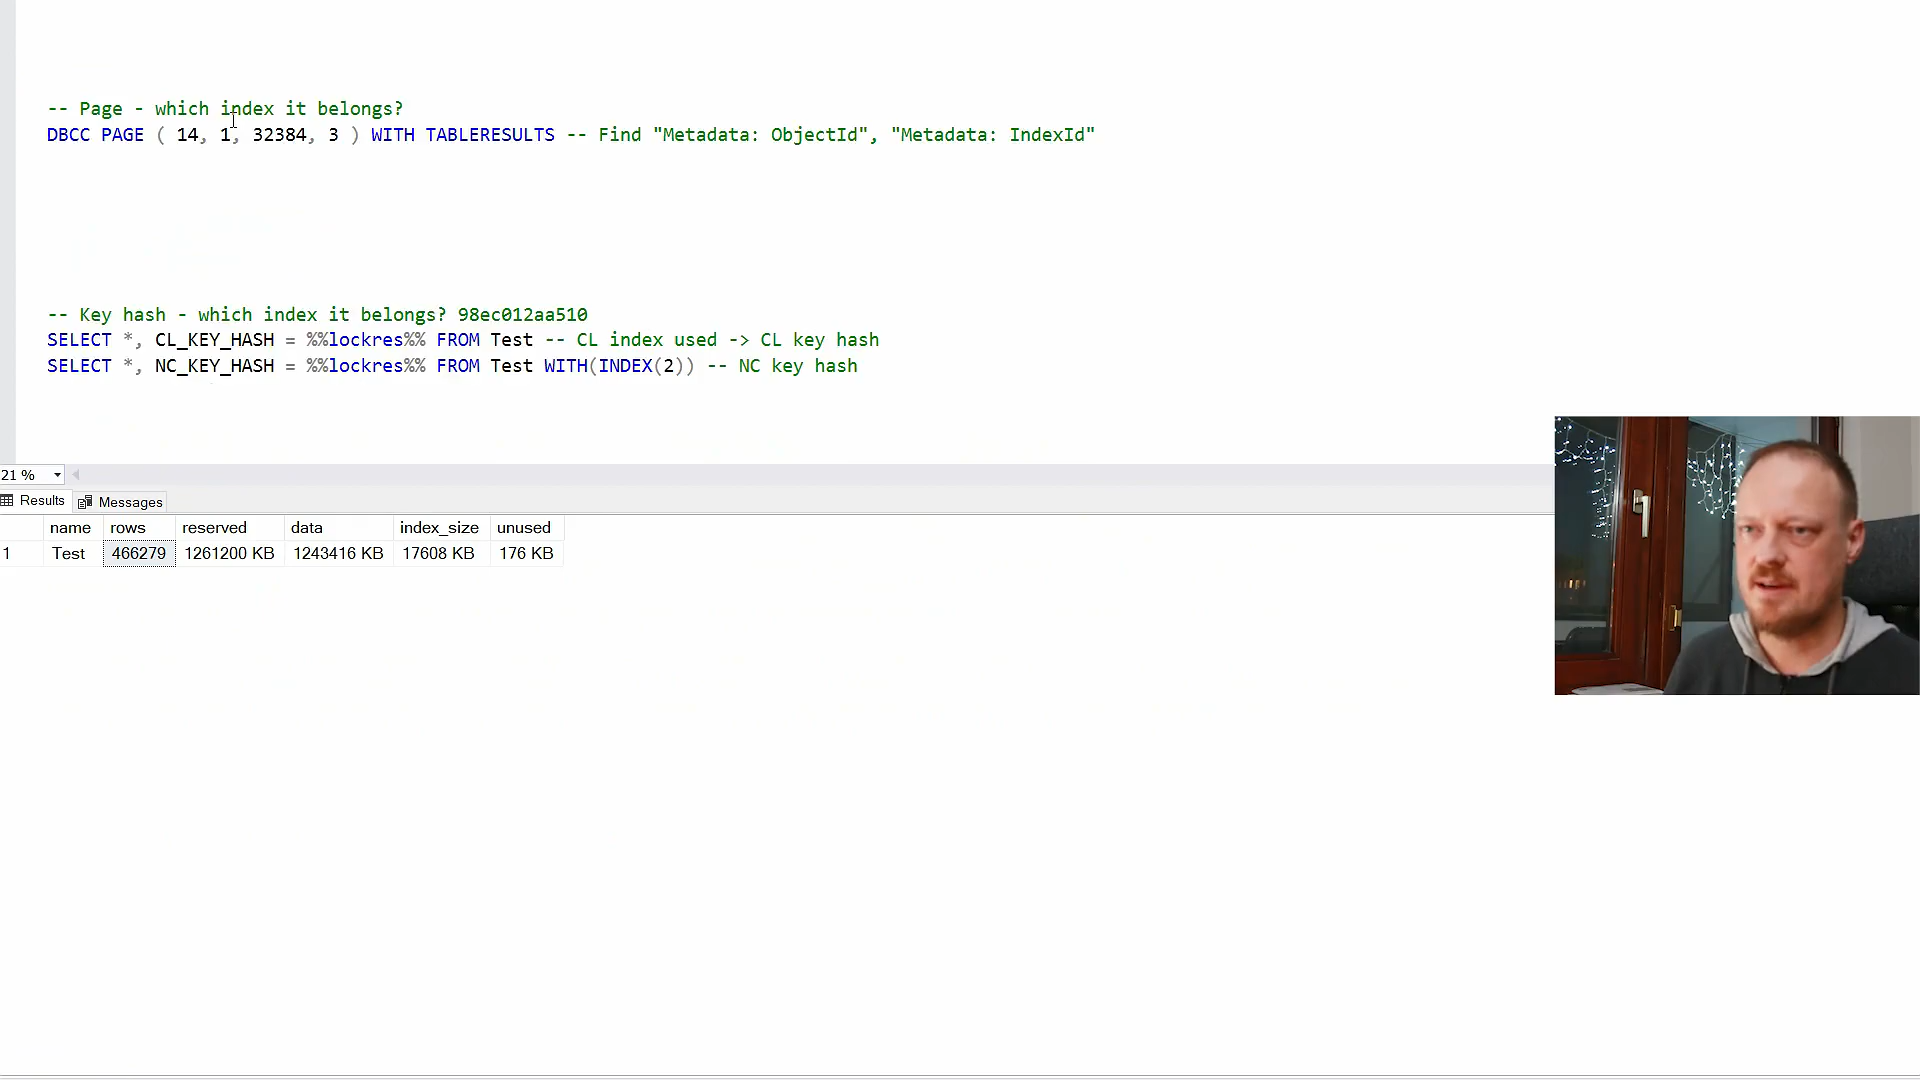 -- Page - which index it belongs?
DBCC PAGE ( 14, 1, 32384, 3 ) WITH TABLERESULTS -- Find "Metadata: ObjectId", "Metadata: IndexId"
-- Key hash - which index it belongs? 98ec012aa510
SELECT *, CL_KEY_HASH = %%lockres%% FROM Test -- CL index used -> CL key hash
SELECT *, NC_KEY_HASH = %%lockres%% FROM Test WITH(INDEX(2)) -- NC key hash
21 %
Results Messages
name rows reserved data index_size unused
1 Test 466279 1261200 KB 1243416 KB 17608 KB 176 KB